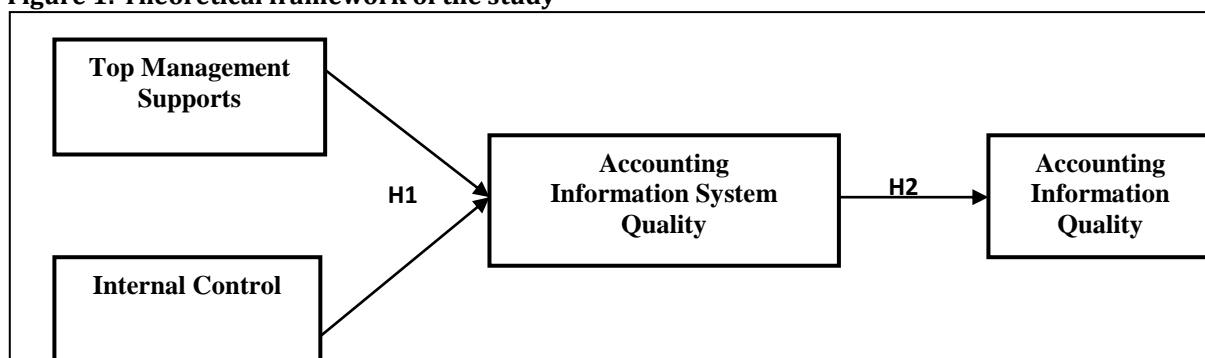 Figure 1: Theoretical framework of the study
Top Management
Supports
Accounting
Information System
Quality
Accounting
Information
Quality
H1
H2
Internal Control